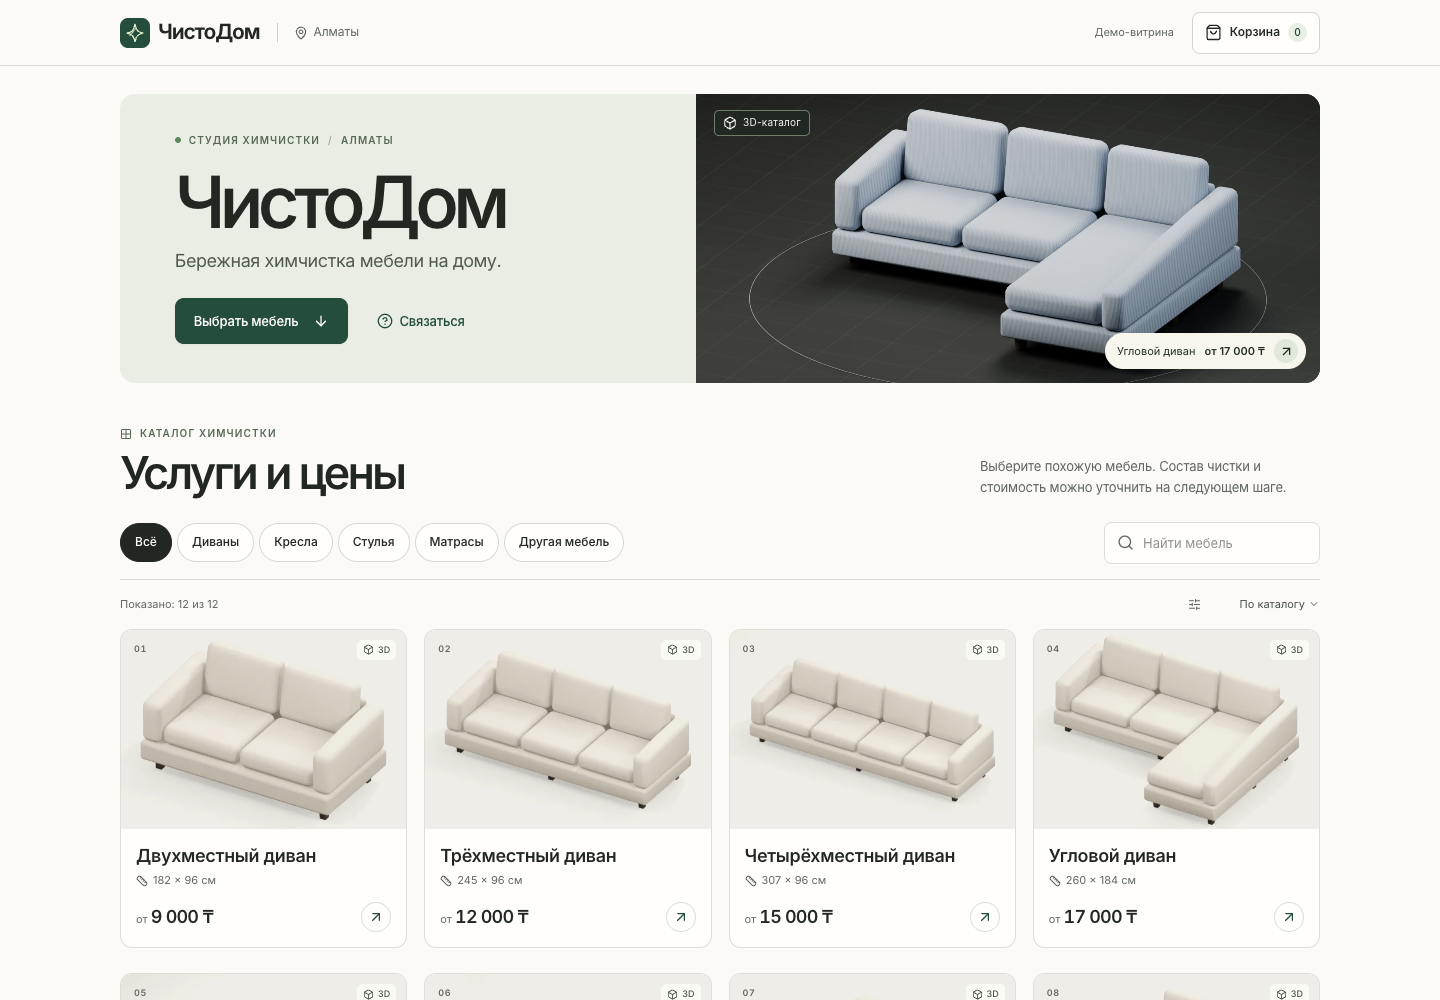 ЧистоДом
Алматы
Демо-витрина
Корзина 0
СТУДИЯ ХИМЧИСТКИ / АЛМАТЫ
ЧистоДом
Бережная химчистка мебели на дому.
Выбрать мебель
Связаться
3D-каталог
Угловой диван от 17 000 ₸
КАТАЛОГ ХИМЧИСТКИ
Услуги и цены
Выберите похожую мебель. Состав чистки и
стоимость можно уточнить на следующем шаге.
Всё
Диваны
Кресла
Стулья
Матрасы
Другая мебель
Найти мебель
Показано: 12 из 12
По каталогу
01
3D
Двухместный диван
182 × 96 см
от 9 000 ₸
02
3D
Трёхместный диван
245 × 96 см
от 12 000 ₸
03
3D
Четырёхместный диван
307 × 96 см
от 15 000 ₸
04
3D
Угловой диван
260 × 184 см
от 17 000 ₸
05
3D
06
3D
07
3D
08
3D